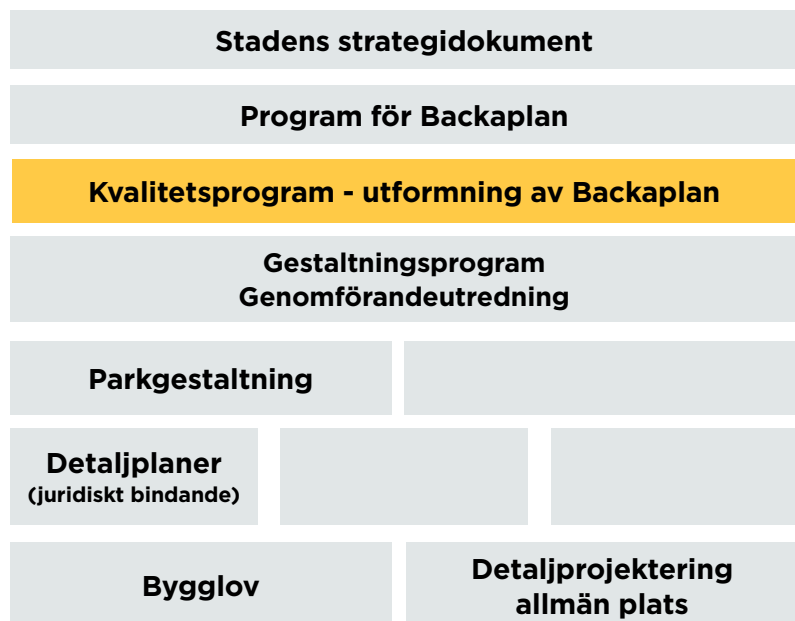 Stadens strategidokument
Program för Backaplan
Kvalitetsprogram - utformning av Backaplan
Gestaltningsprogram
Genomförandeutredning
Parkgestaltning
Detaljplaner
(juridiskt bindande)
Bygglov
Detaljprojektering
allmän plats